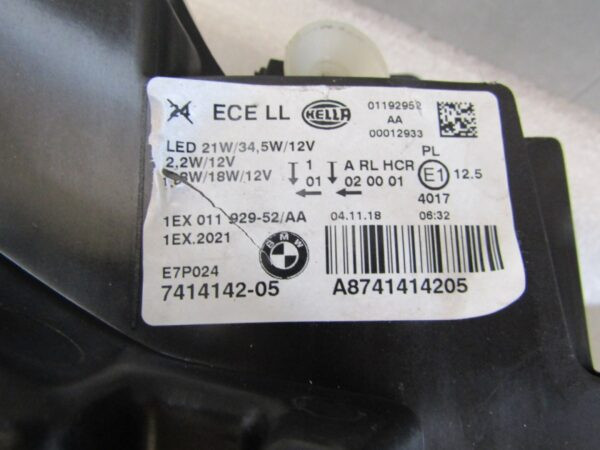 24 ECE LL HELLA 01192952
AA
00012933
LED 21W/34,5W/12V
2,2W/12V 1 A RL HCR PL
W/18W/12V 01 02 00 01 E1 12.5
4017
1EX 011 929-52/AA 04.11.18 06:32
1EX.2021 BMW
E7P024
7414142-05 A8741414205